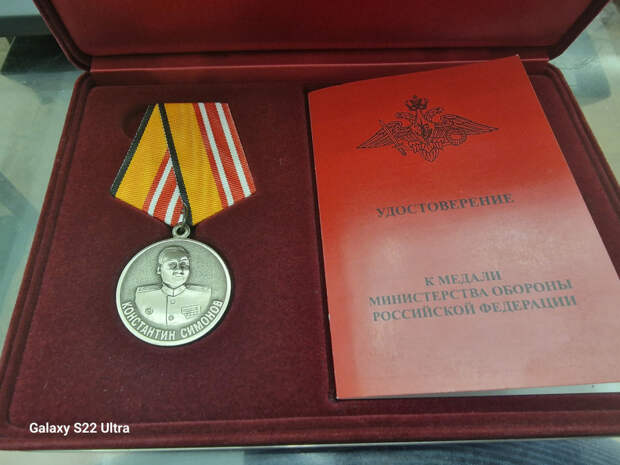 КОНСТАНТИН СИМОНОВ
УДОСТОВЕРЕНИЕ
К МЕДАЛИ
МИНИСТЕРСТВА ОБОРОНЫ
РОССИЙСКОЙ ФЕДЕРАЦИИ
Galaxy S22 Ultra